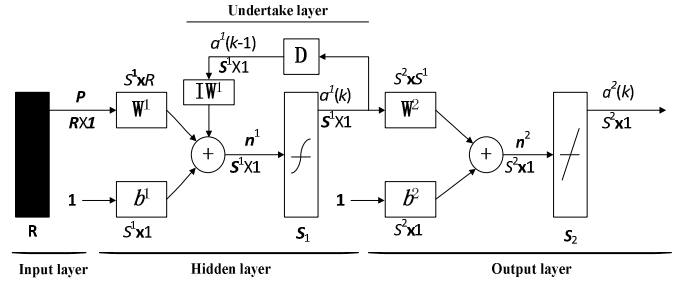 Undertake layer
a¹(k-1)
D
S¹X1
S¹xR
IW¹
a¹(k)
S²xS¹
a²(k)
P
W¹
W²
RX1
n¹
S¹X1
n²
S²x1
+
S¹X1
+
S²x1
1
b¹
1
b²
R
S¹x1
S₁
S²x1
S₂
Input layer
Hidden layer
Output layer